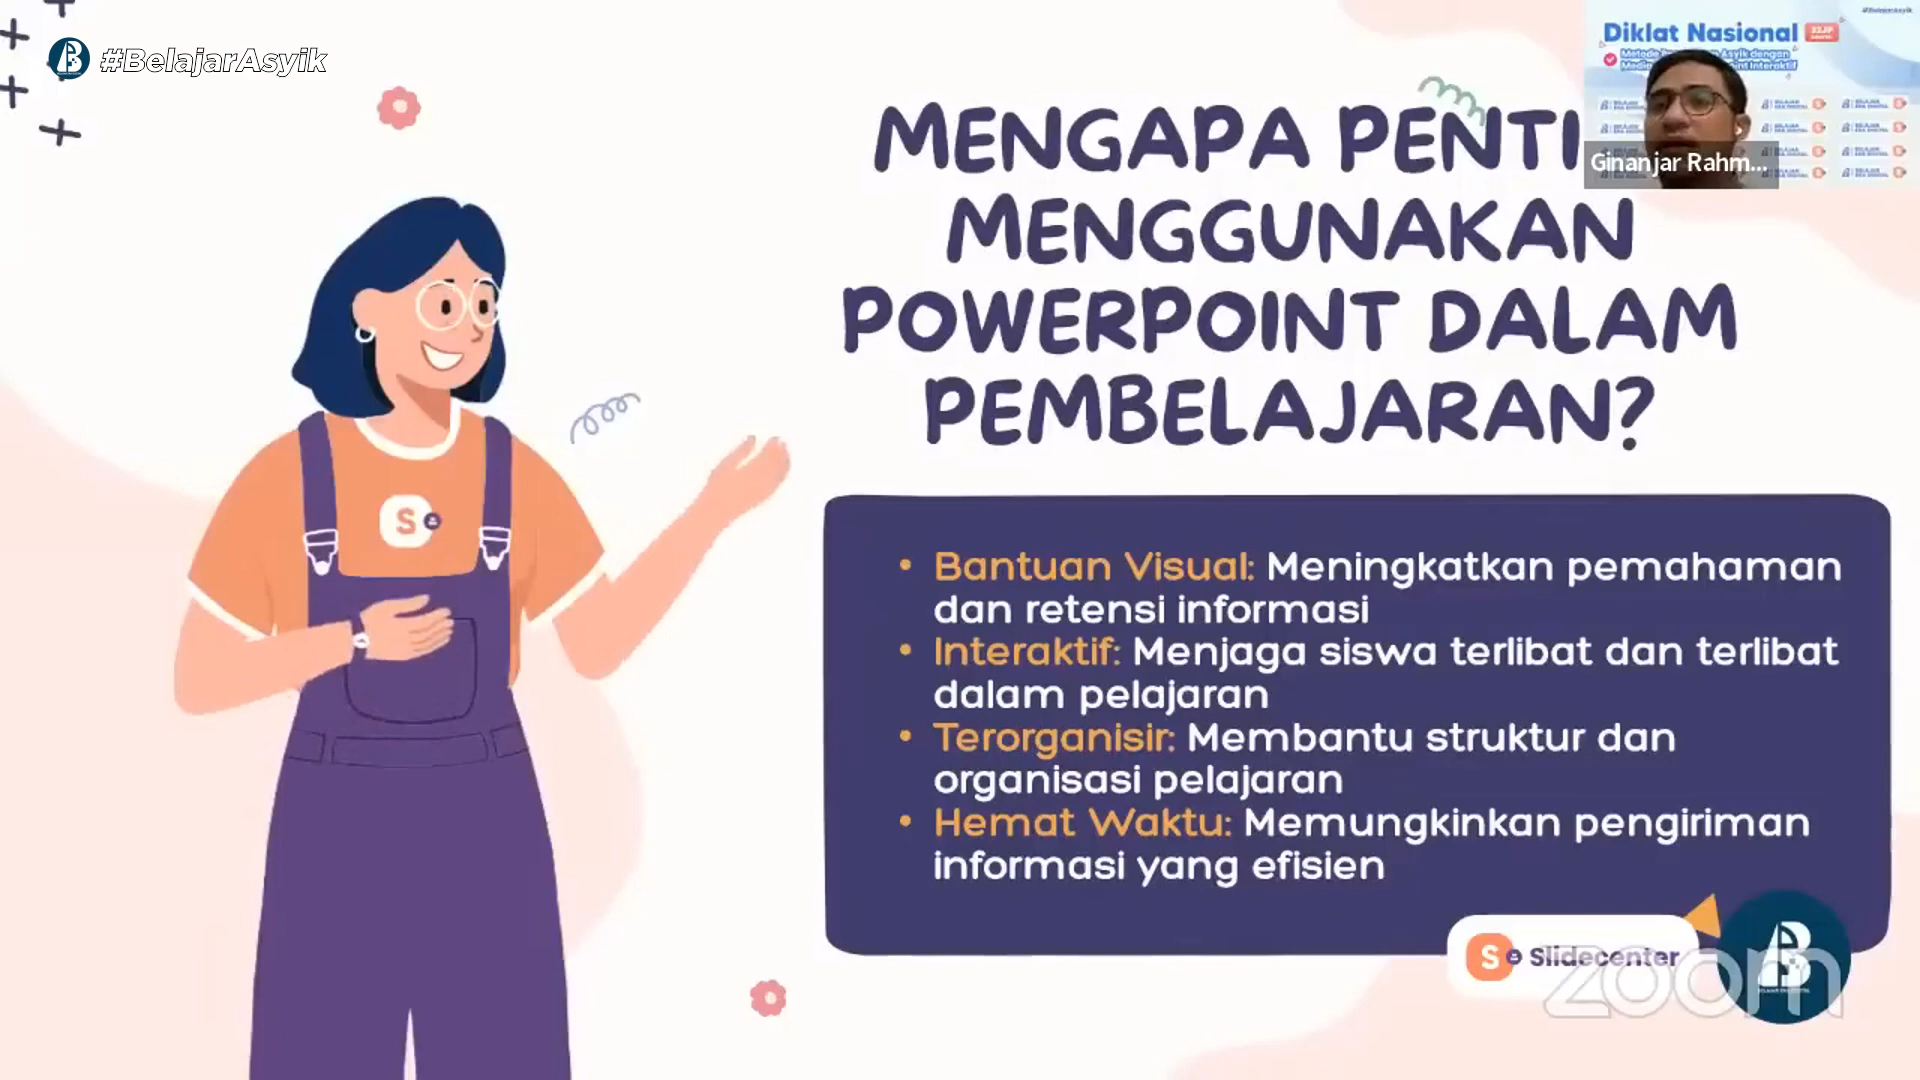 #BelajarAsyik
#BelajarAsyik
Diklat Nasional
32JP
Ginanjar Rahm...
MENGAPA PENTI
MENGGUNAKAN
POWERPOINT DALAM
PEMBELAJARAN?
S
• Bantuan Visual: Meningkatkan pemahaman
dan retensi informasi
• Interaktif: Menjaga siswa terlibat dan terlibat
dalam pelajaran
• Terorganisir: Membantu struktur dan
organisasi pelajaran
• Hemat Waktu: Memungkinkan pengiriman
informasi yang efisien
S Slidecenter
zoom